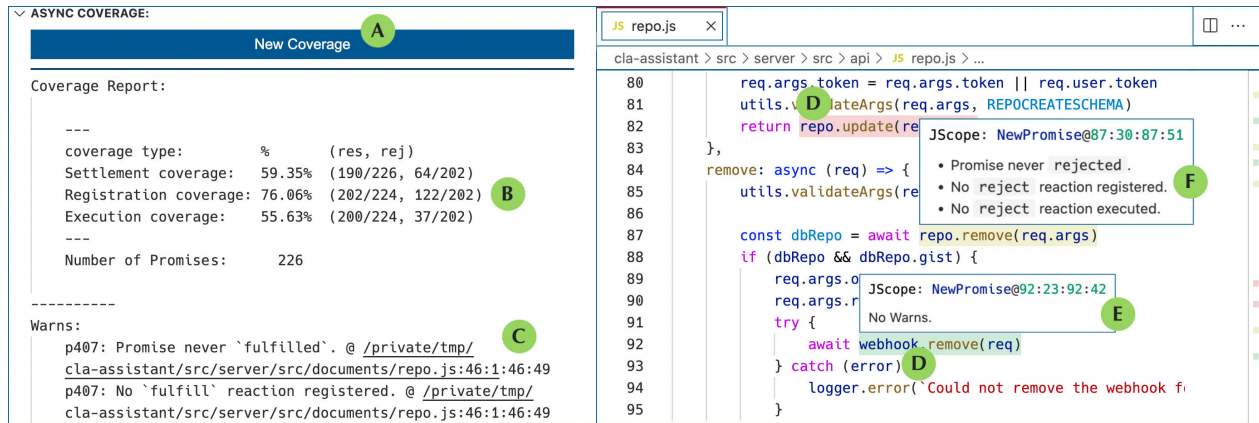 ASYNC COVERAGE:
A
New Coverage
Coverage Report:
---
coverage type: % (res, rej)
Settlement coverage: 59.35% (190/226, 64/202)
Registration coverage: 76.06% (202/224, 122/202)
B
Execution coverage: 55.63% (200/224, 37/202)
---
Number of Promises: 226
----------
Warns:
C
p407: Promise never `fulfilled`. @ /private/tmp/
cla-assistant/src/server/src/documents/repo.js:46:1:46:49
p407: No `fulfill` reaction registered. @ /private/tmp/
cla-assistant/src/server/src/documents/repo.js:46:1:46:49
JS repo.js ×
cla-assistant > src > server > src > api > JS repo.js > ...
80 req.args.token = req.args.token || req.user.token
D
81 utils.v dateArgs(req.args, REPOCREATESCHEMA)
82 return repo.update(re
JScope: NewPromise@87:30:87:51
83 },
• Promise never rejected .
84 remove: async (req) => {
• No reject reaction registered.
F
85 utils.validateArgs(re
• No reject reaction executed.
86
87 const dbRepo = await repo.remove(req.args)
88 if (dbRepo && dbRepo.gist) {
89 req.args.o
JScope: NewPromise@92:23:92:42
90 req.args.r
E
91 try {
No Warns.
92 await webhook.remove(req)
93 } catch (error)
D
94 logger.error(`Could not remove the webhook f
95 }